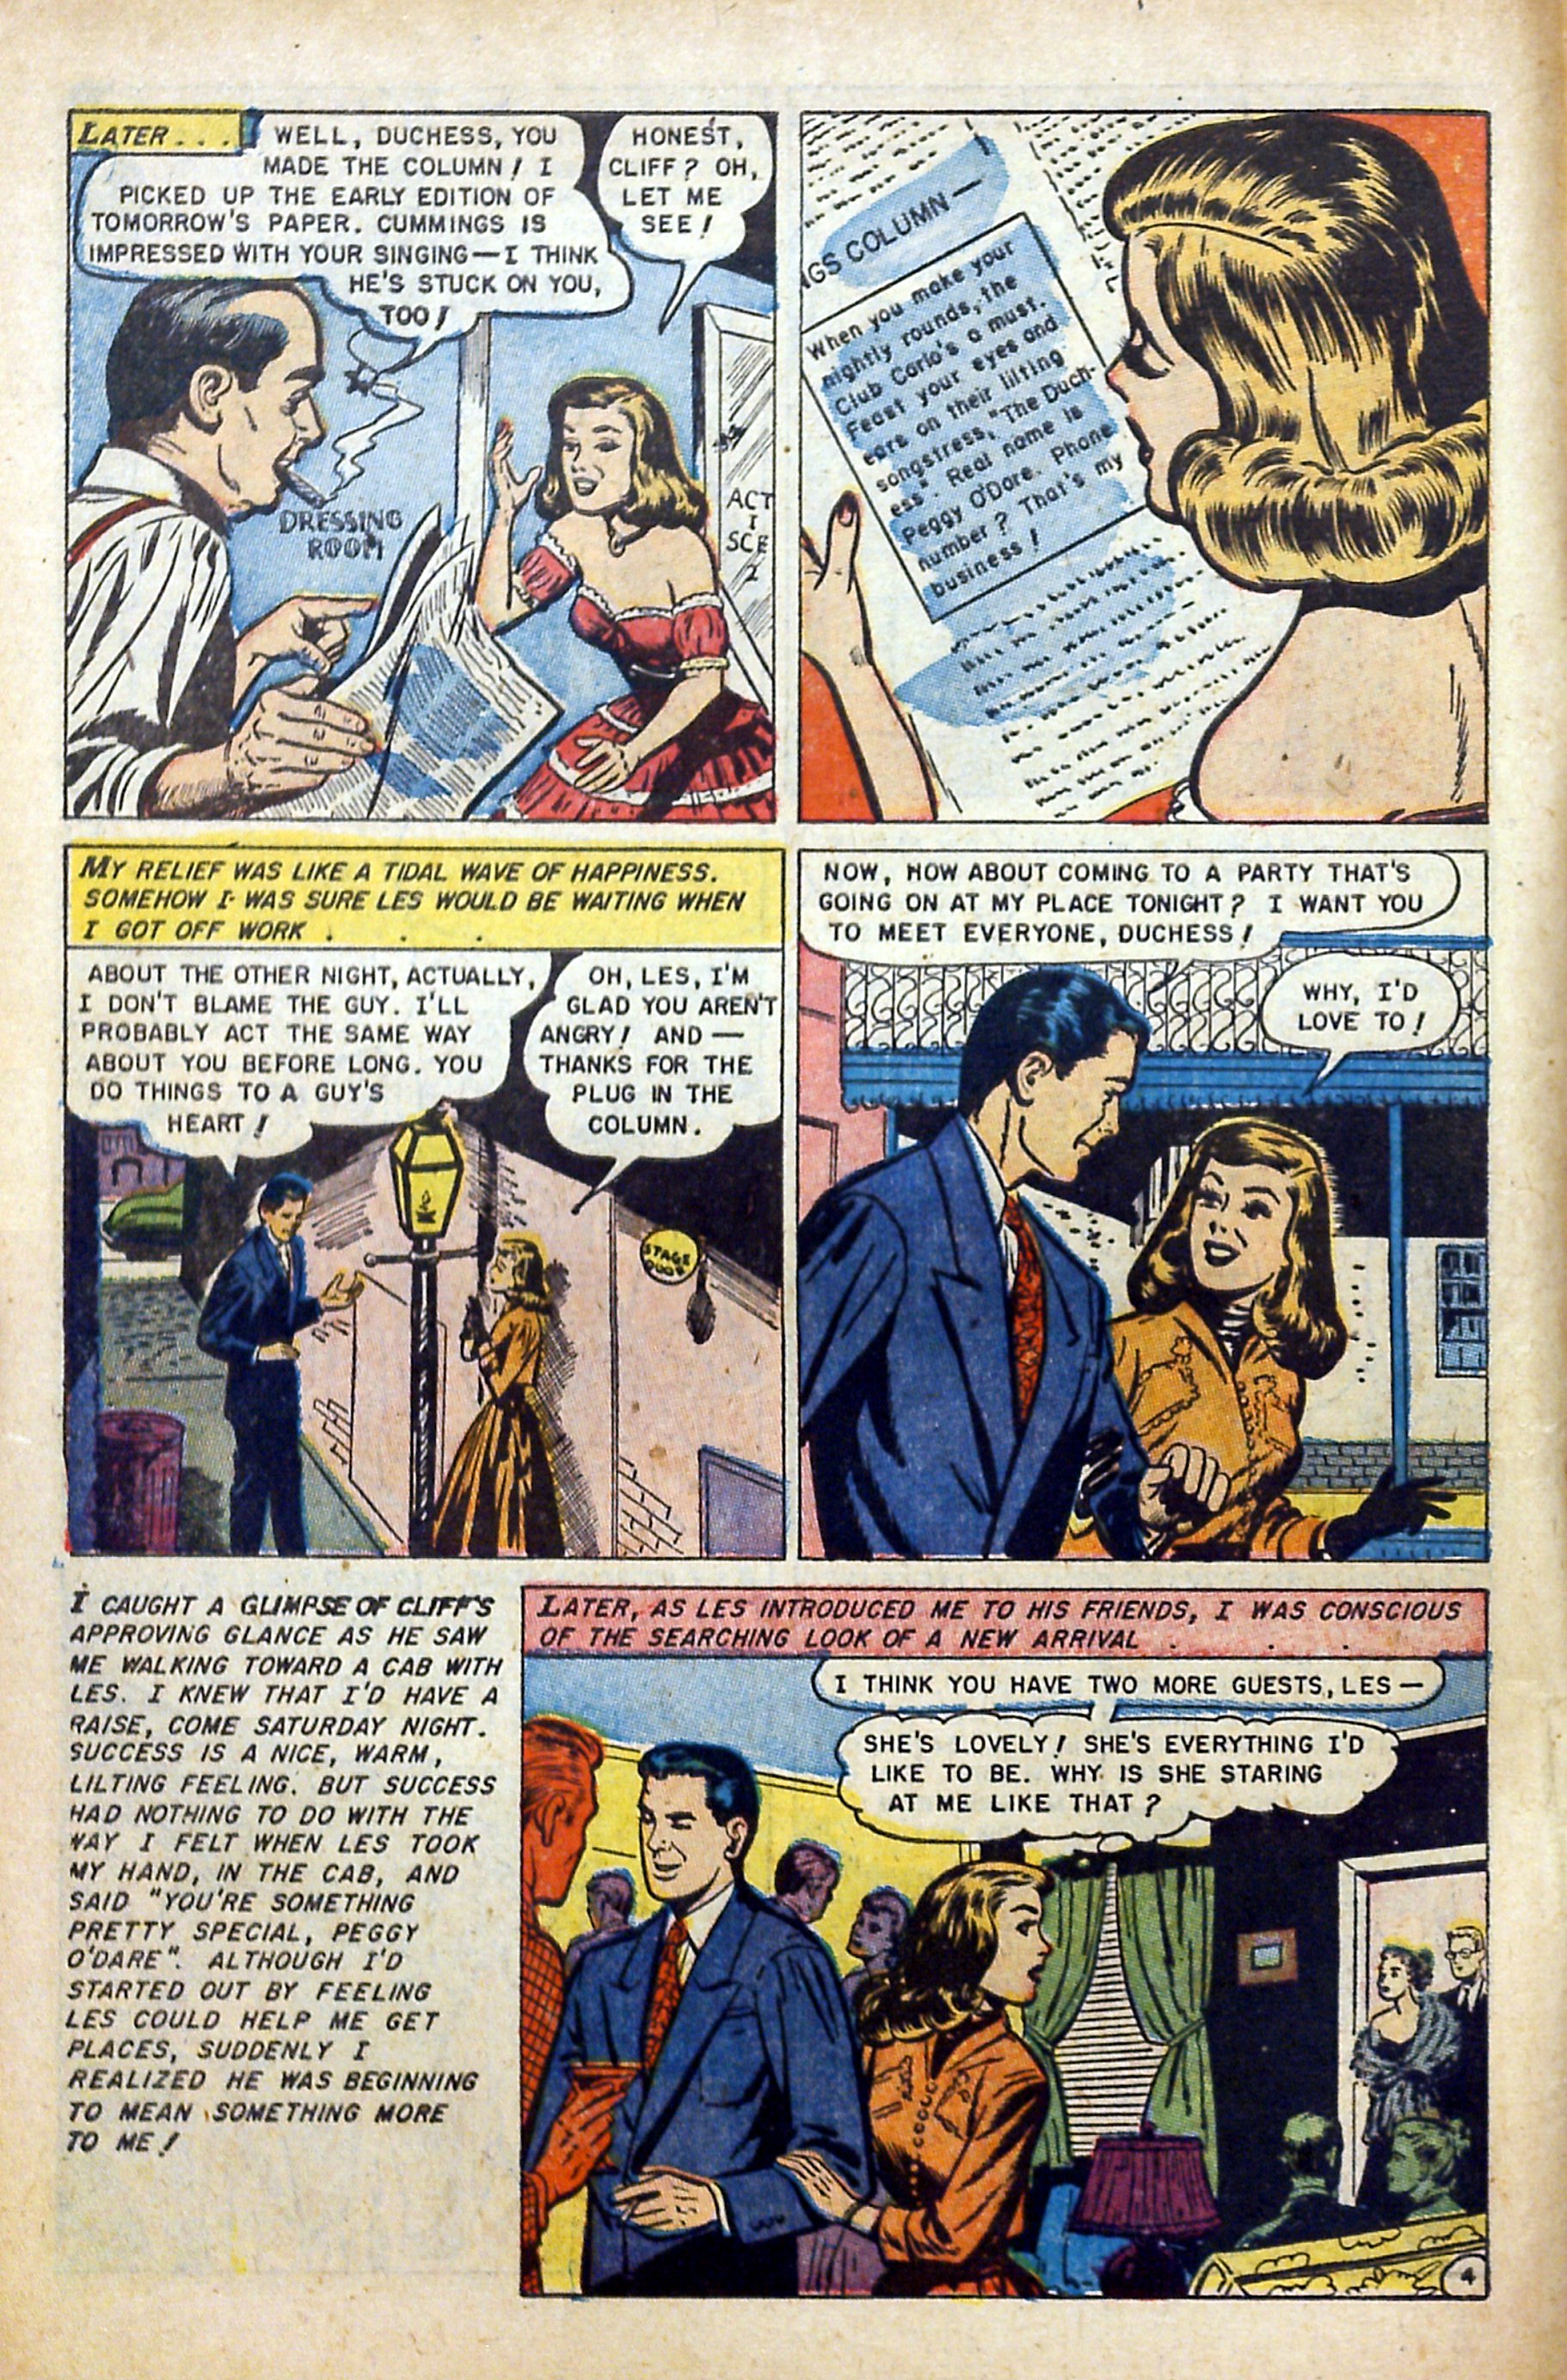 LATER...
WELL, DUCHESS, YOU
MADE THE COLUMN! I
PICKED UP THE EARLY EDITION OF
TOMORROW'S PAPER. CUMMINGS IS
IMPRESSED WITH YOUR SINGING—I THINK
HE'S STUCK ON YOU,
TOO!
HONEST,
CLIFF? OH,
LET ME
SEE!
DRESSING
ROOM
ACT
I
SCE
2
NGS COLUMN—
When you make your
nightly rounds, the
Club Carlo's a must.
Feast your eyes and
ears on their lilting
songstress, "The Duch-
ess". Real name is
Peggy O'Dore. Phone
number? That's my
business!
MY RELIEF WAS LIKE A TIDAL WAVE OF HAPPINESS.
SOMEHOW I WAS SURE LES WOULD BE WAITING WHEN
I GOT OFF WORK . . .
ABOUT THE OTHER NIGHT, ACTUALLY,
I DON'T BLAME THE GUY. I'LL
PROBABLY ACT THE SAME WAY
ABOUT YOU BEFORE LONG. YOU
DO THINGS TO A GUY'S
HEART!
OH, LES, I'M
GLAD YOU AREN'T
ANGRY! AND—
THANKS FOR THE
PLUG IN THE
COLUMN.
STAGE
DOOR
NOW, HOW ABOUT COMING TO A PARTY THAT'S
GOING ON AT MY PLACE TONIGHT? I WANT YOU
TO MEET EVERYONE, DUCHESS!
WHY, I'D
LOVE TO!
I CAUGHT A GLIMPSE OF CLIFF'S
APPROVING GLANCE AS HE SAW
ME WALKING TOWARD A CAB WITH
LES. I KNEW THAT I'D HAVE A
RAISE, COME SATURDAY NIGHT.
SUCCESS IS A NICE, WARM,
LILTING FEELING. BUT SUCCESS
HAD NOTHING TO DO WITH THE
WAY I FELT WHEN LES TOOK
MY HAND, IN THE CAB, AND
SAID "YOU'RE SOMETHING
PRETTY SPECIAL, PEGGY
O'DARE". ALTHOUGH I'D
STARTED OUT BY FEELING
LES COULD HELP ME GET
PLACES, SUDDENLY I
REALIZED HE WAS BEGINNING
TO MEAN SOMETHING MORE
TO ME!
LATER, AS LES INTRODUCED ME TO HIS FRIENDS, I WAS CONSCIOUS
OF THE SEARCHING LOOK OF A NEW ARRIVAL . . .
I THINK YOU HAVE TWO MORE GUESTS, LES—
SHE'S LOVELY! SHE'S EVERYTHING I'D
LIKE TO BE. WHY IS SHE STARING
AT ME LIKE THAT?
4